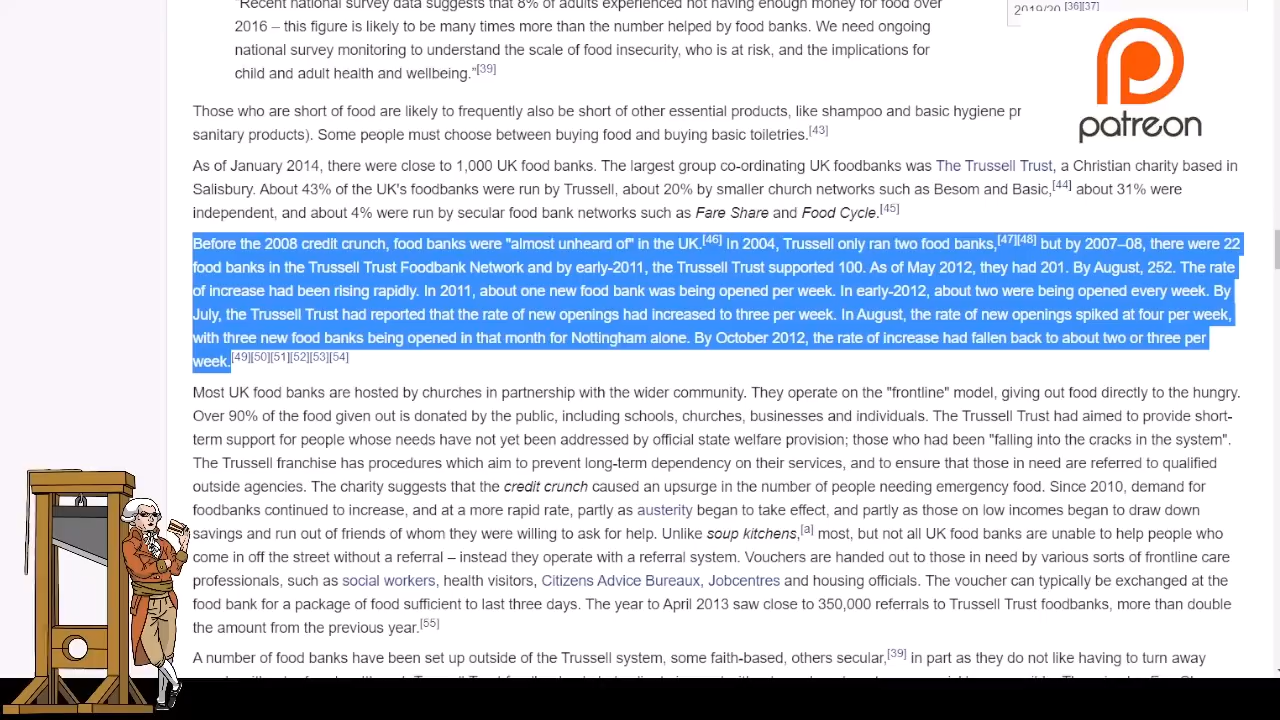 "Recent national survey data suggests that 8% of adults experienced not having enough money for food over
2016 – this figure is likely to be many times more than the number helped by food banks. We need ongoing
national survey monitoring to understand the scale of food insecurity, who is at risk, and the implications for
child and adult health and wellbeing."[39]
2019/20 [36][37]
patreon
Those who are short of food are likely to frequently also be short of other essential products, like shampoo and basic hygiene pr
sanitary products). Some people must choose between buying food and buying basic toiletries.[43]
As of January 2014, there were close to 1,000 UK food banks. The largest group co-ordinating UK foodbanks was The Trussell Trust, a Christian charity based in
Salisbury. About 43% of the UK's foodbanks were run by Trussell, about 20% by smaller church networks such as Besom and Basic,[44] about 31% were
independent, and about 4% were run by secular food bank networks such as Fare Share and Food Cycle.[45]
Before the 2008 credit crunch, food banks were "almost unheard of" in the UK.[46] In 2004, Trussell only ran two food banks,[47][48] but by 2007–08, there were 22
food banks in the Trussell Trust Foodbank Network and by early-2011, the Trussell Trust supported 100. As of May 2012, they had 201. By August, 252. The rate
of increase had been rising rapidly. In 2011, about one new food bank was being opened per week. In early-2012, about two were being opened every week. By
July, the Trussell Trust had reported that the rate of new openings had increased to three per week. In August, the rate of new openings spiked at four per week,
with three new food banks being opened in that month for Nottingham alone. By October 2012, the rate of increase had fallen back to about two or three per
week.[49][50][51][52][53][54]
Most UK food banks are hosted by churches in partnership with the wider community. They operate on the "frontline" model, giving out food directly to the hungry.
Over 90% of the food given out is donated by the public, including schools, churches, businesses and individuals. The Trussell Trust had aimed to provide short-
term support for people whose needs have not yet been addressed by official state welfare provision; those who had been "falling into the cracks in the system".
The Trussell franchise has procedures which aim to prevent long-term dependency on their services, and to ensure that those in need are referred to qualified
outside agencies. The charity suggests that the credit crunch caused an upsurge in the number of people needing emergency food. Since 2010, demand for
foodbanks continued to increase, and at a more rapid rate, partly as austerity began to take effect, and partly as those on low incomes began to draw down
savings and run out of friends of whom they were willing to ask for help. Unlike soup kitchens,[a] most, but not all UK food banks are unable to help people who
come in off the street without a referral – instead they operate with a referral system. Vouchers are handed out to those in need by various sorts of frontline care
professionals, such as social workers, health visitors, Citizens Advice Bureaux, Jobcentres and housing officials. The voucher can typically be exchanged at the
food bank for a package of food sufficient to last three days. The year to April 2013 saw close to 350,000 referrals to Trussell Trust foodbanks, more than double
the amount from the previous year.[55]
A number of food banks have been set up outside of the Trussell system, some faith-based, others secular,[39] in part as they do not like having to turn away